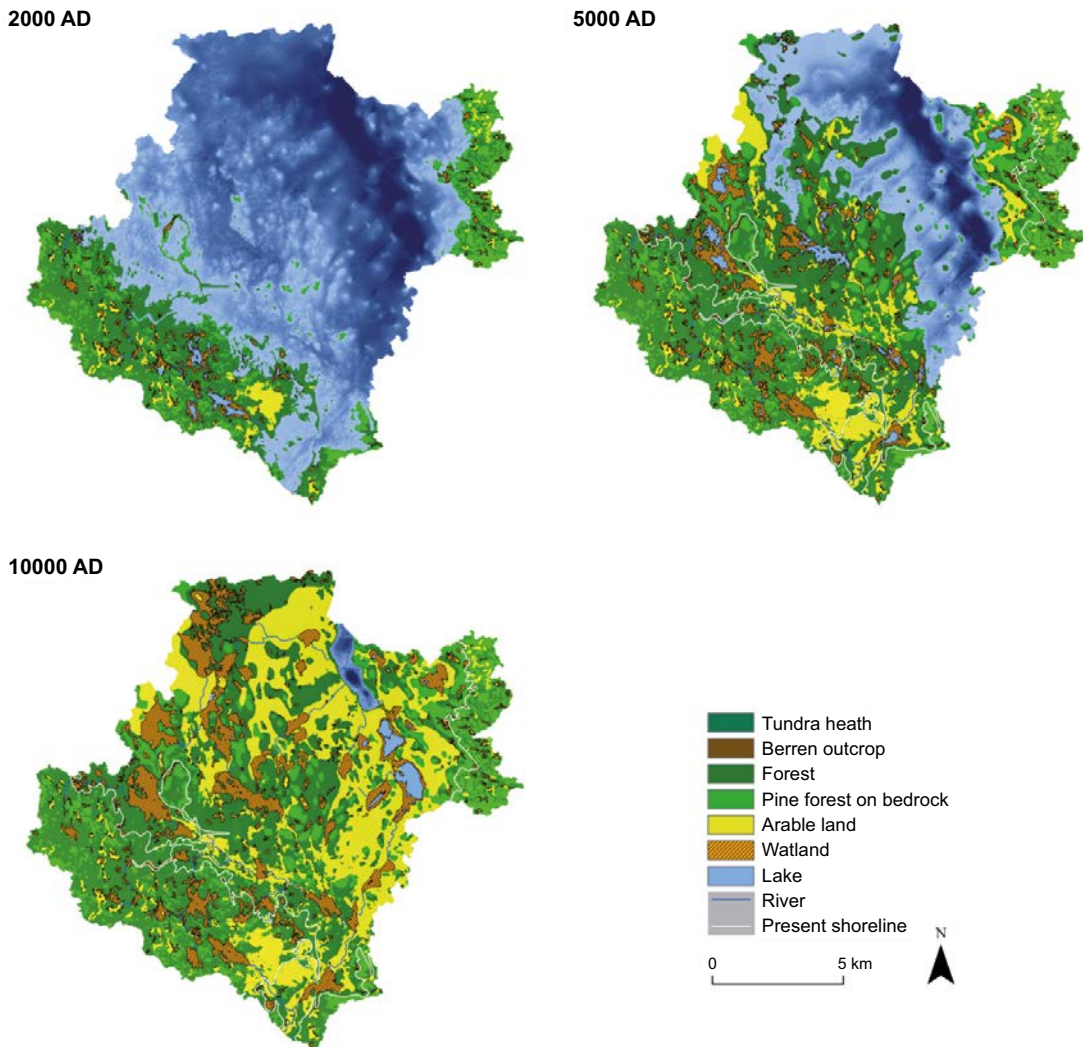 2000 AD
5000 AD
10000 AD
Tundra heath
Berren outcrop
Forest
Pine forest on bedrock
Arable land
Watland
Lake
River
Present shoreline
0 5 km
N